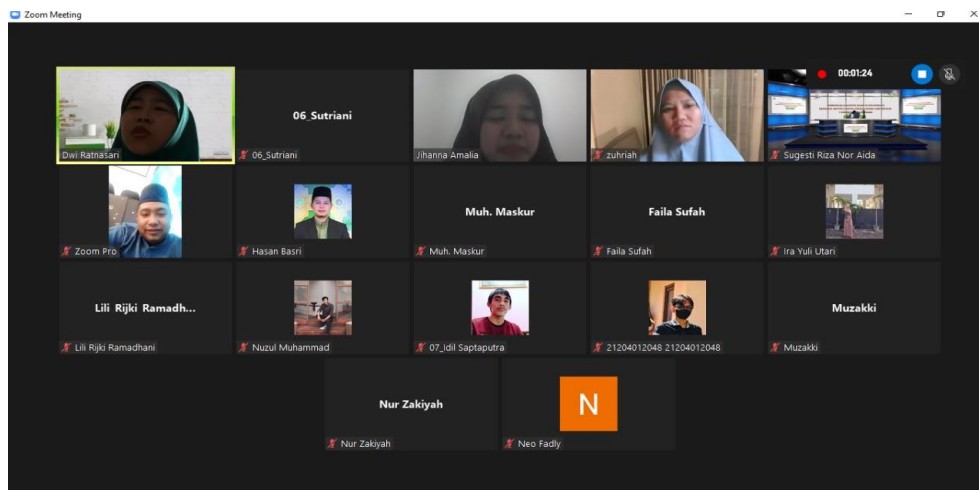 Zoom Meeting
00:01:24
Dwi Ratnasari
06_Sutriani
06_Sutriani
Jihanna Amalia
zuhriah
Sugesti Riza Nor Aida
Zoom Pro
Hasan Basri
Muh. Maskur
Muh. Maskur
Faila Sufah
Faila Sufah
Ira Yuli Utari
Lili Rijki Ramadh...
Lili Rijki Ramadhani
Nuzul Muhammad
07_Idil Saptaputra
21204012048 21204012048
Muzakki
Muzakki
Nur Zakiyah
Nur Zakiyah
N
Neo Fadly